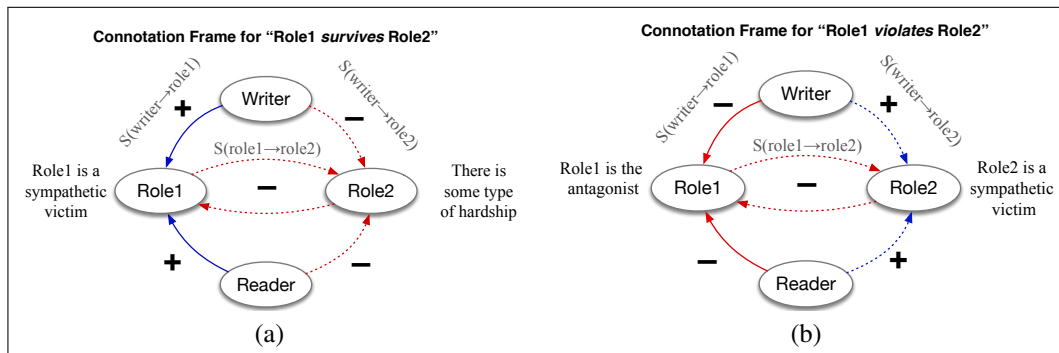 Connotation Frame for “Role1 survives Role2”
S(writer→role1)
+
Writer
−
S(writer→role2)
S(role1→role2)
Role1 is a
sympathetic
victim
Role1
−
Role2
There is
some type
of hardship
+
Reader
−
(a)
Connotation Frame for “Role1 violates Role2”
S(writer→role1)
−
Writer
+
S(writer→role2)
S(role1→role2)
Role1 is the
antagonist
Role1
−
Role2
Role2 is a
sympathetic
victim
−
Reader
+
(b)